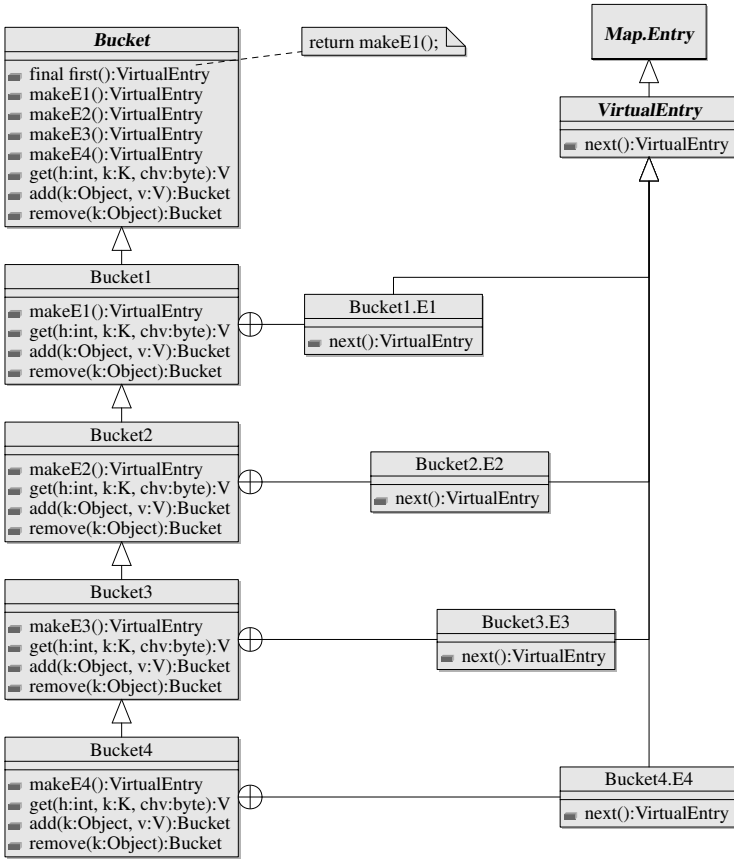 Bucket
final first():VirtualEntry
makeE1():VirtualEntry
makeE2():VirtualEntry
makeE3():VirtualEntry
makeE4():VirtualEntry
get(h:int, k:K, chv:byte):V
add(k:Object, v:V):Bucket
remove(k:Object):Bucket
return makeE1();
Map.Entry
VirtualEntry
next():VirtualEntry
Bucket1
makeE1():VirtualEntry
get(h:int, k:K, chv:byte):V
add(k:Object, v:V):Bucket
remove(k:Object):Bucket
Bucket1.E1
next():VirtualEntry
Bucket2
makeE2():VirtualEntry
get(h:int, k:K, chv:byte):V
add(k:Object, v:V):Bucket
remove(k:Object):Bucket
Bucket2.E2
next():VirtualEntry
Bucket3
makeE3():VirtualEntry
get(h:int, k:K, chv:byte):V
add(k:Object, v:V):Bucket
remove(k:Object):Bucket
Bucket3.E3
next():VirtualEntry
Bucket4
makeE4():VirtualEntry
get(h:int, k:K, chv:byte):V
add(k:Object, v:V):Bucket
remove(k:Object):Bucket
Bucket4.E4
next():VirtualEntry